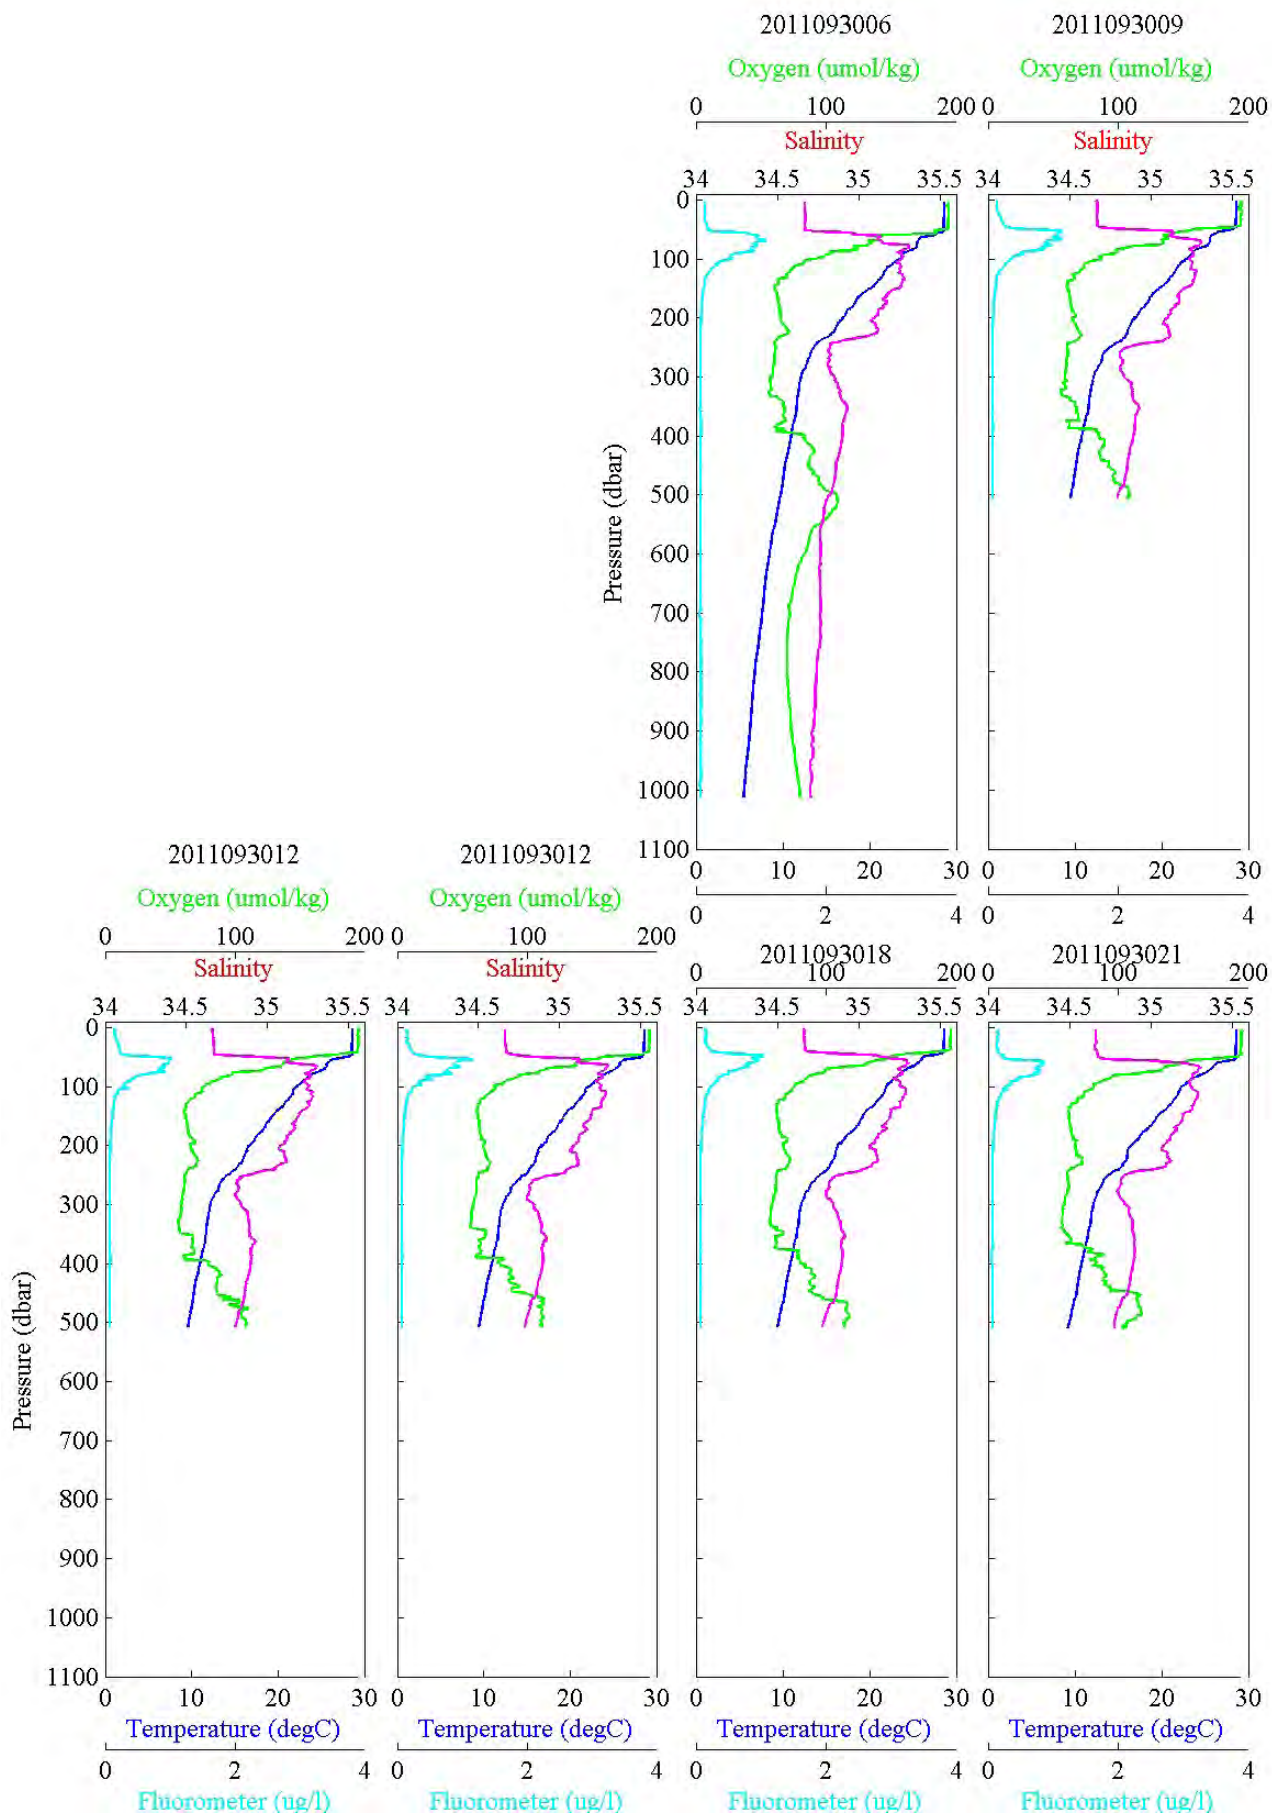 2011093006 2011093009
Oxygen (umol/kg) Oxygen (umol/kg)
0 100 200 0 100 200
Salinity Salinity
34 34.5 35 35.5 34 34.5 35 35.5
0
100
200
300
400
500
600
700
800
900
1000
1100
Pressure (dbar)
0 10 20 30 0 10 20 30
0 2 4 0 2 4
2011093012 2011093012
Oxygen (umol/kg) Oxygen (umol/kg)
0 100 200 0 100 200
Salinity Salinity
2011093018 2011093021
0 100 200 0 100 200
34 34.5 35 35.5 34 34.5 35 35.5 34 34.5 35 35.5 34 34.5 35 35.5
0
100
200
300
400
500
600
700
800
900
1000
1100
Pressure (dbar)
0 10 20 30 0 10 20 30 0 10 20 30 0 10 20 30
Temperature (degC) Temperature (degC) Temperature (degC) Temperature (degC)
0 2 4 0 2 4 0 2 4 0 2 4
Fluorometer (ug/l) Fluorometer (ug/l) Fluorometer (ug/l) Fluorometer (ug/l)